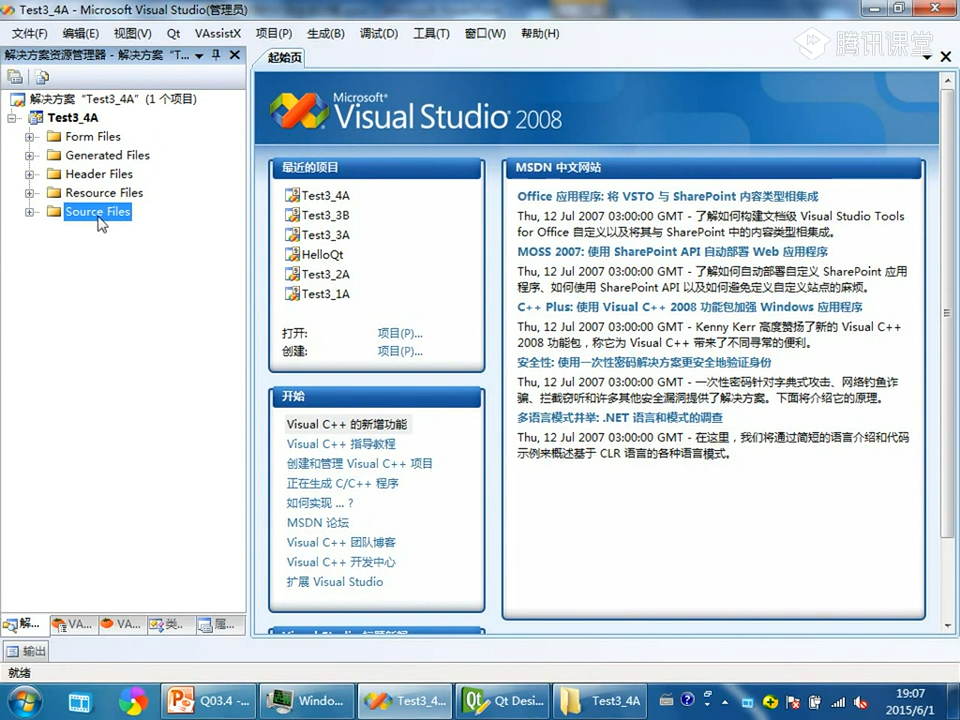 Test3_4A - Microsoft Visual Studio(管理员)
文件(F) 编辑(E) 视图(V) Qt VAssistX 项目(P) 生成(B) 调试(D) 工具(T) 窗口(W) 帮助(H)
腾讯课堂
解决方案资源管理器 - 解决方案 "T...
起始页
解决方案 "Test3_4A" (1 个项目)
Test3_4A
Form Files
Generated Files
Header Files
Resource Files
Source Files
Microsoft®
Visual Studio® 2008
最近的项目
Test3_4A
Test3_3B
Test3_3A
HelloQt
Test3_2A
Test3_1A
打开: 项目(P)...
创建: 项目(P)...
开始
Visual C++ 的新增功能
Visual C++ 指导教程
创建和管理 Visual C++ 项目
正在生成 C/C++ 程序
如何实现 ... ?
MSDN 论坛
Visual C++ 团队博客
Visual C++ 开发中心
扩展 Visual Studio
MSDN 中文网站
Office 应用程序: 将 VSTO 与 SharePoint 内容类型相集成
Thu, 12 Jul 2007 03:00:00 GMT - 了解如何构建文档级 Visual Studio Tools
for Office 自定义以及将其与 SharePoint 中的内容类型相集成。
MOSS 2007: 使用 SharePoint API 自动部署 Web 应用程序
Thu, 12 Jul 2007 03:00:00 GMT - 了解如何自动部署自定义 SharePoint 应用
程序、如何使用 SharePoint API 以及如何避免定义自定义站点的麻烦。
C++ Plus: 使用 Visual C++ 2008 功能包加强 Windows 应用程序
Thu, 12 Jul 2007 03:00:00 GMT - Kenny Kerr 高度赞扬了新的 Visual C++
2008 功能包，称它为 Visual C++ 带来了不同寻常的便利。
安全性: 使用一次性密码解决方案更安全地验证身份
Thu, 12 Jul 2007 03:00:00 GMT - 一次性密码针对字典式攻击、网络钓鱼诈
骗、拦截窃听和许多其他安全漏洞提供了解决方案。下面将介绍它的原理。
多语言模式并举: .NET 语言和模式的调查
Thu, 12 Jul 2007 03:00:00 GMT - 在这里，我们将通过简短的语言介绍和代码
示例来概述基于 CLR 语言的各种语言模式。
解... VA... VA... 类... 属...
输出
就绪
Q03.4 -... Windo... Test3_4... Qt Desi... Test3_4A
19:07
2015/6/1